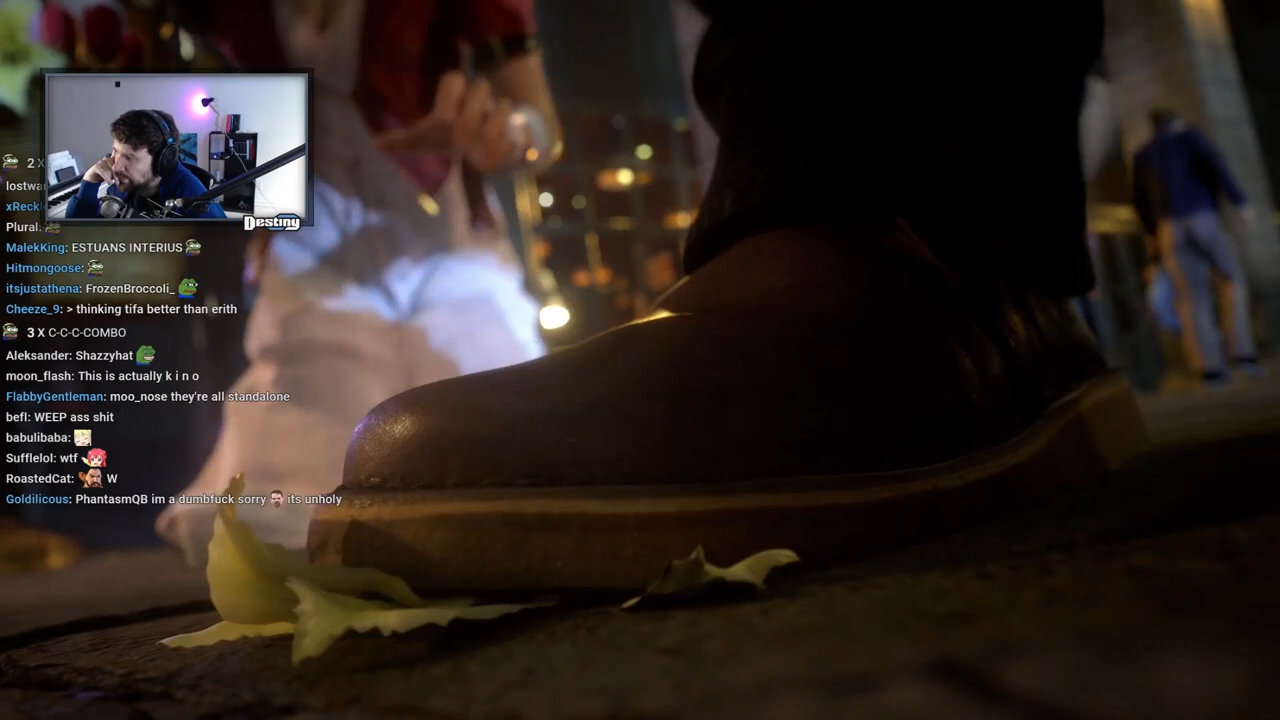 2 X
lostwa
xRecki
Plural.
MalekKing: ESTUANS INTERIUS
Hitmongoose:
itsjustathena: FrozenBroccoli_
Cheeze_9: > thinking tifa better than erith
3 X C-C-C-COMBO
Aleksander: Shazzyhat
moon_flash: This is actually k i n o
FlabbyGentleman: moo_nose they're all standalone
befl: WEEP ass shit
babulibaba:
Sufflelol: wtf
RoastedCat: W
Goldilicous: PhantasmQB im a dumbfuck sorry its unholy
Destiny